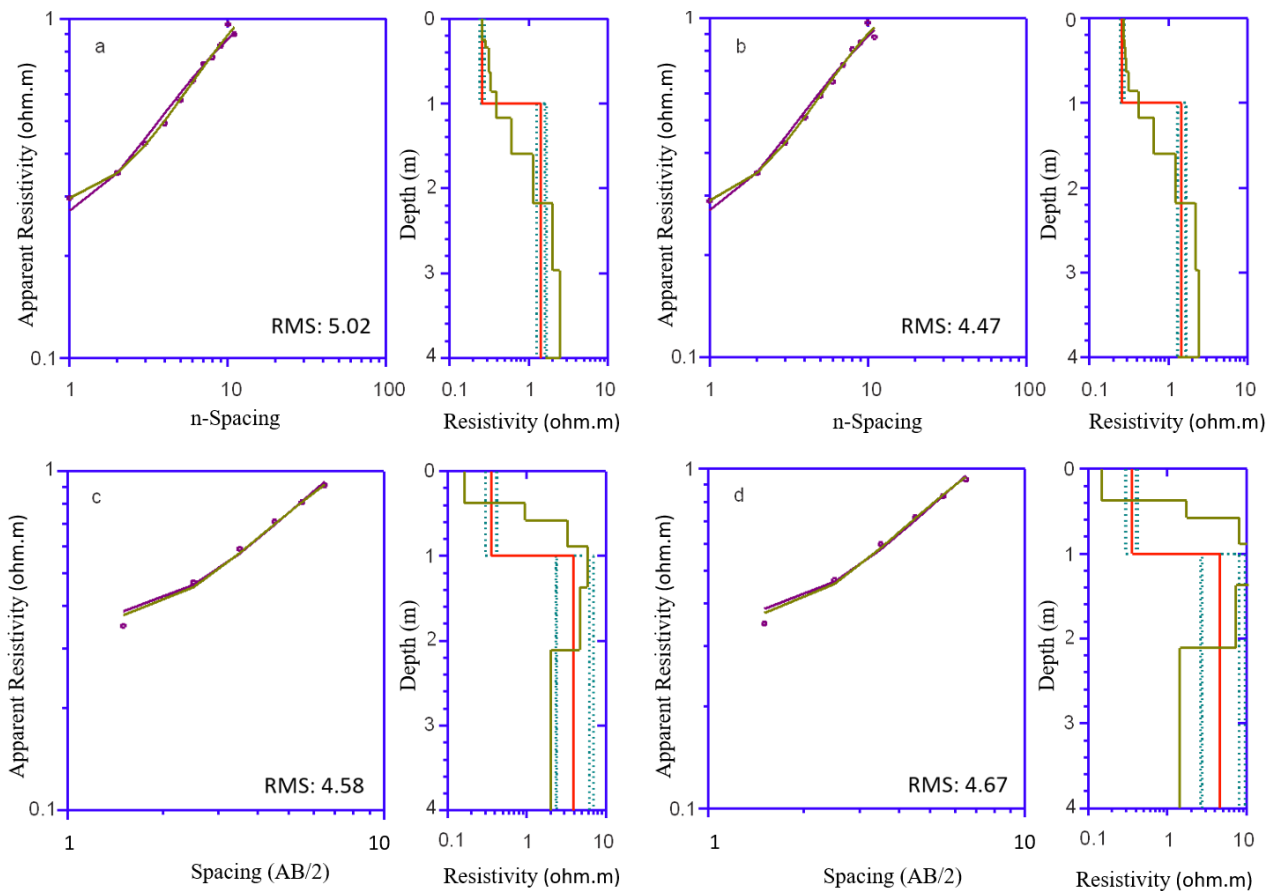 a
Apparent Resistivity (ohm.m)
1
0.1
RMS: 5.02
1
10
100
n-Spacing
Depth (m)
0
1
2
3
4
0.1
1
10
Resistivity (ohm.m)
b
Apparent Resistivity (ohm.m)
1
0.1
RMS: 4.47
1
10
100
n-Spacing
Depth (m)
0
1
2
3
4
0.1
1
10
Resistivity (ohm.m)
c
Apparent Resistivity (ohm.m)
1
0.1
RMS: 4.58
1
10
Spacing (AB/2)
Depth (m)
0
1
2
3
4
0.1
1
10
Resistivity (ohm.m)
d
Apparent Resistivity (ohm.m)
1
0.1
RMS: 4.67
1
10
Spacing (AB/2)
Depth (m)
0
1
2
3
4
0.1
1
10
Resistivity (ohm.m)